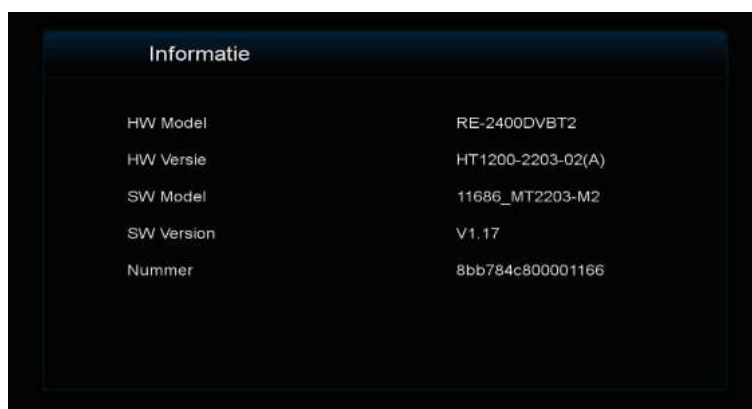 Informatie
HW Model RE-2400DVBT2
HW Versie HT1200-2203-02(A)
SW Model 11686_MT2203-M2
SW Version V1.17
Nummer 8bb784c800001166